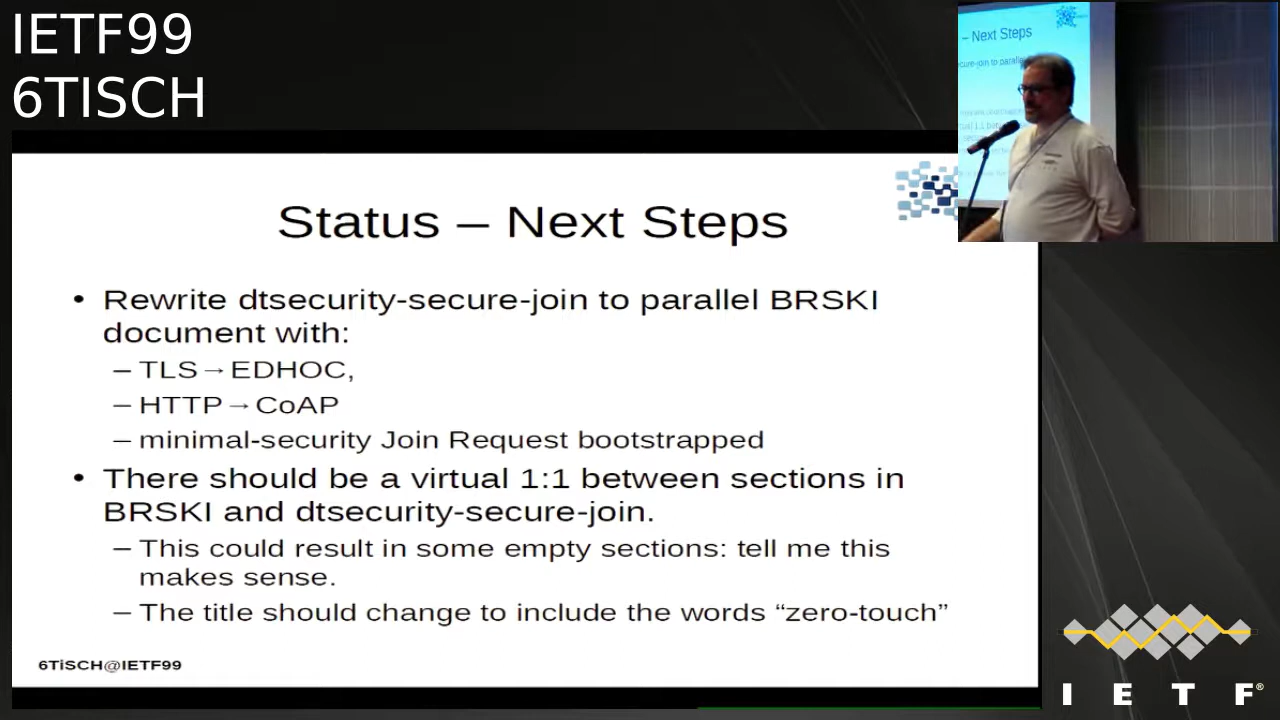 IETF99
6TISCH
– Next Steps
Status – Next Steps
• Rewrite dtsecurity-secure-join to parallel BRSKI
document with:
– TLS→EDHOC,
– HTTP→CoAP
– minimal-security Join Request bootstrapped
• There should be a virtual 1:1 between sections in
BRSKI and dtsecurity-secure-join.
– This could result in some empty sections: tell me this
makes sense.
– The title should change to include the words “zero-touch”
6TiSCH@IETF99
I E T F®